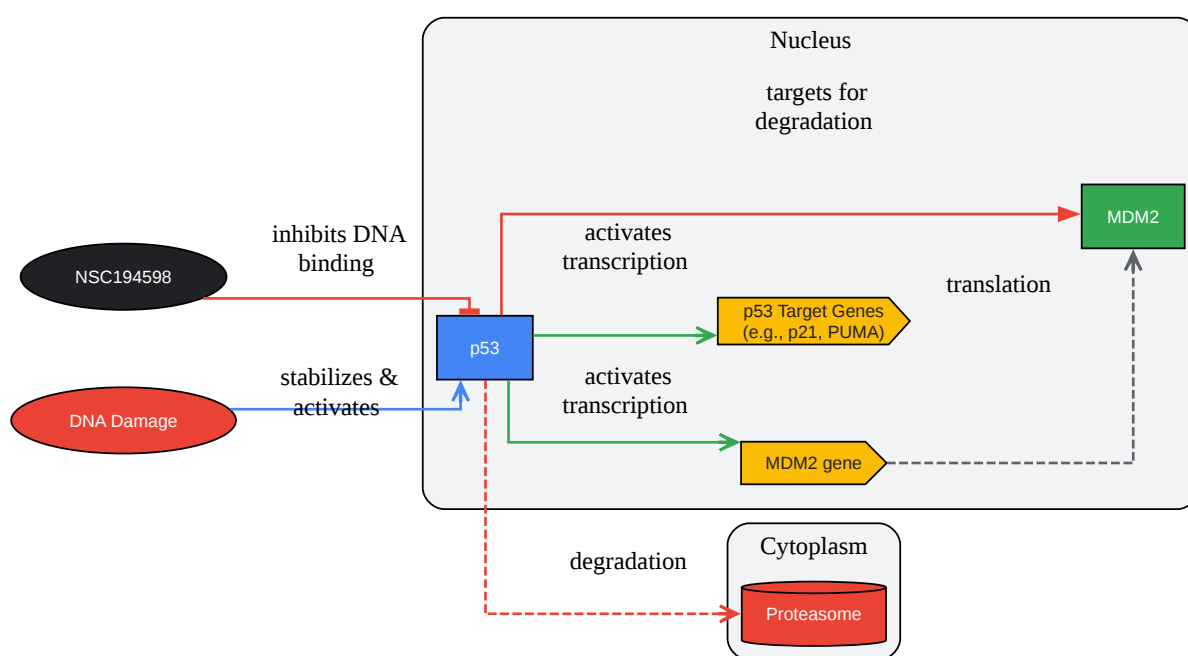 Nucleus
targets for
degradation
MDM2
inhibits DNA
binding
activates
transcription
NSC194598
translation
p53 Target Genes
(e.g., p21, PUMA)
p53
stabilizes &
activates
activates
transcription
DNA Damage
MDM2 gene
degradation
Cytoplasm
Proteasome